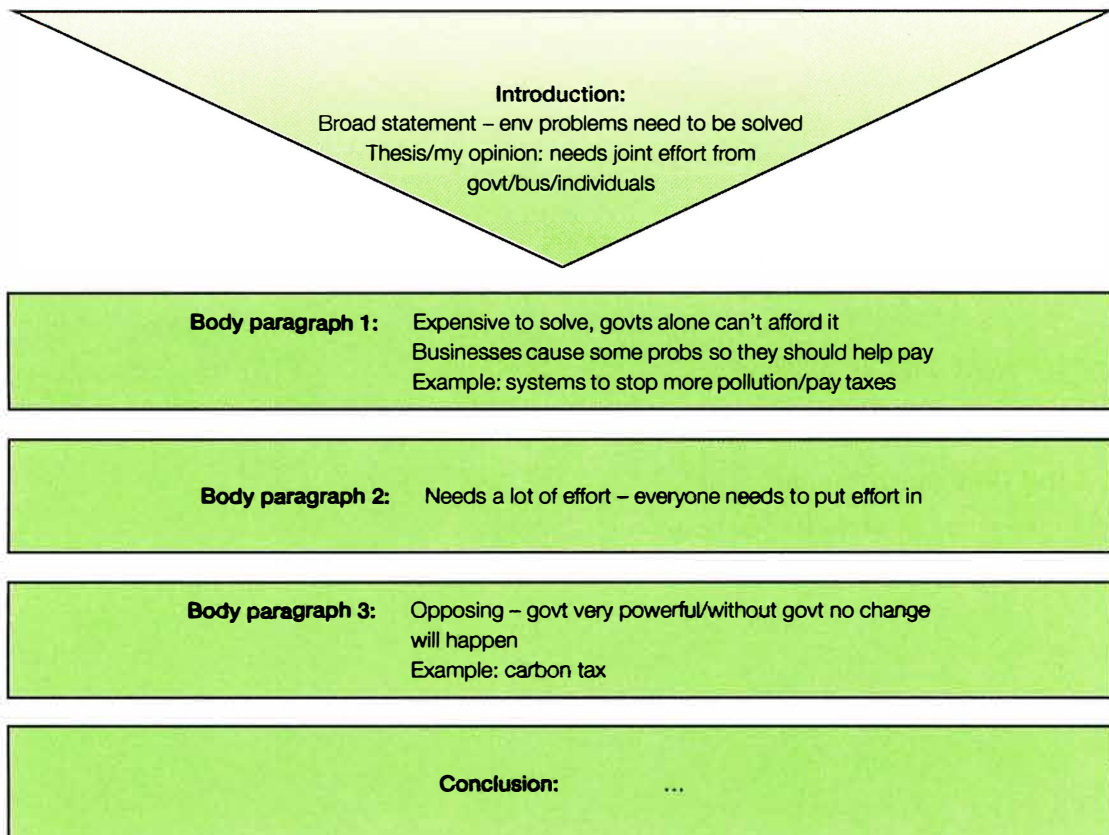 Introduction:
Broad statement – env problems need to be solved
Thesis/my opinion: needs joint effort from
govt/bus/individuals
Body paragraph 1: Expensive to solve, govts alone can't afford it
Businesses cause some probs so they should help pay
Example: systems to stop more pollution/pay taxes
Body paragraph 2: Needs a lot of effort – everyone needs to put effort in
Body paragraph 3: Opposing – govt very powerful/without govt no change
will happen
Example: carbon tax
Conclusion: ...